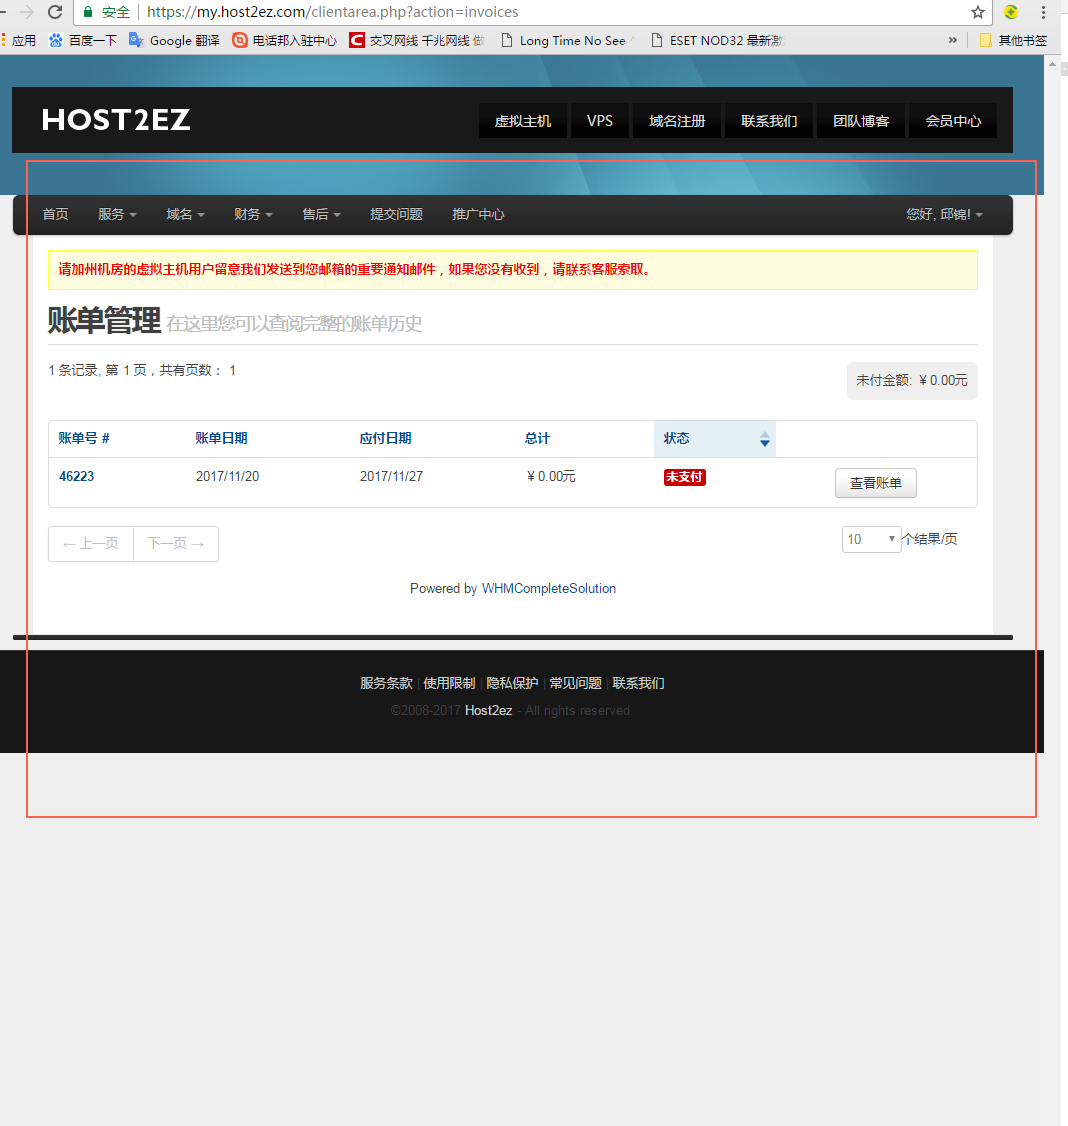 安全 https://my.host2ez.com/clientarea.php?action=invoices
应用 百度一下 Google 翻译 电话邦入驻中心 交叉网线 千兆网线 做 Long Time No See ESET NOD32 最新激 » 其他书签
HOST2EZ 虚拟主机 VPS 域名注册 联系我们 团队博客 会员中心
首页 服务 域名 财务 售后 提交问题 推广中心 您好, 邱锦!
请加州机房的虚拟主机用户留意我们发送到您邮箱的重要通知邮件，如果您没有收到，请联系客服索取。
账单管理 在这里您可以查阅完整的账单历史
1 条记录, 第 1 页，共有页数： 1
未付金额: ￥0.00元
账单号 # 账单日期 应付日期 总计 状态
46223 2017/11/20 2017/11/27 ￥0.00元 未支付 查看账单
← 上一页 下一页 → 10 个结果/页
Powered by WHMCompleteSolution
服务条款 | 使用限制 | 隐私保护 | 常见问题 | 联系我们
©2008-2017 Host2ez - All rights reserved.